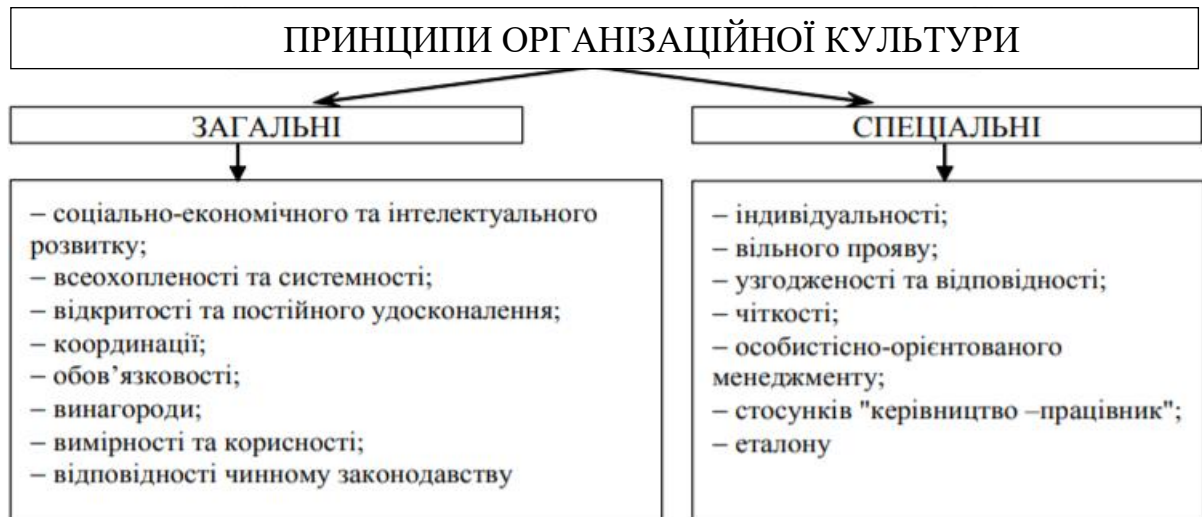 ПРИНЦИПИ ОРГАНІЗАЦІЙНОЇ КУЛЬТУРИ
ЗАГАЛЬНІ
– соціально-економічного та інтелектуального
розвитку;
– всеохопленості та системності;
– відкритості та постійного удосконалення;
– координації;
– обов’язковості;
– винагороди;
– вимірності та корисності;
– відповідності чинному законодавству
СПЕЦІАЛЬНІ
– індивідуальності;
– вільного прояву;
– узгодженості та відповідності;
– чіткості;
– особистісно-орієнтованого
менеджменту;
– стосунків "керівництво –працівник";
– еталону